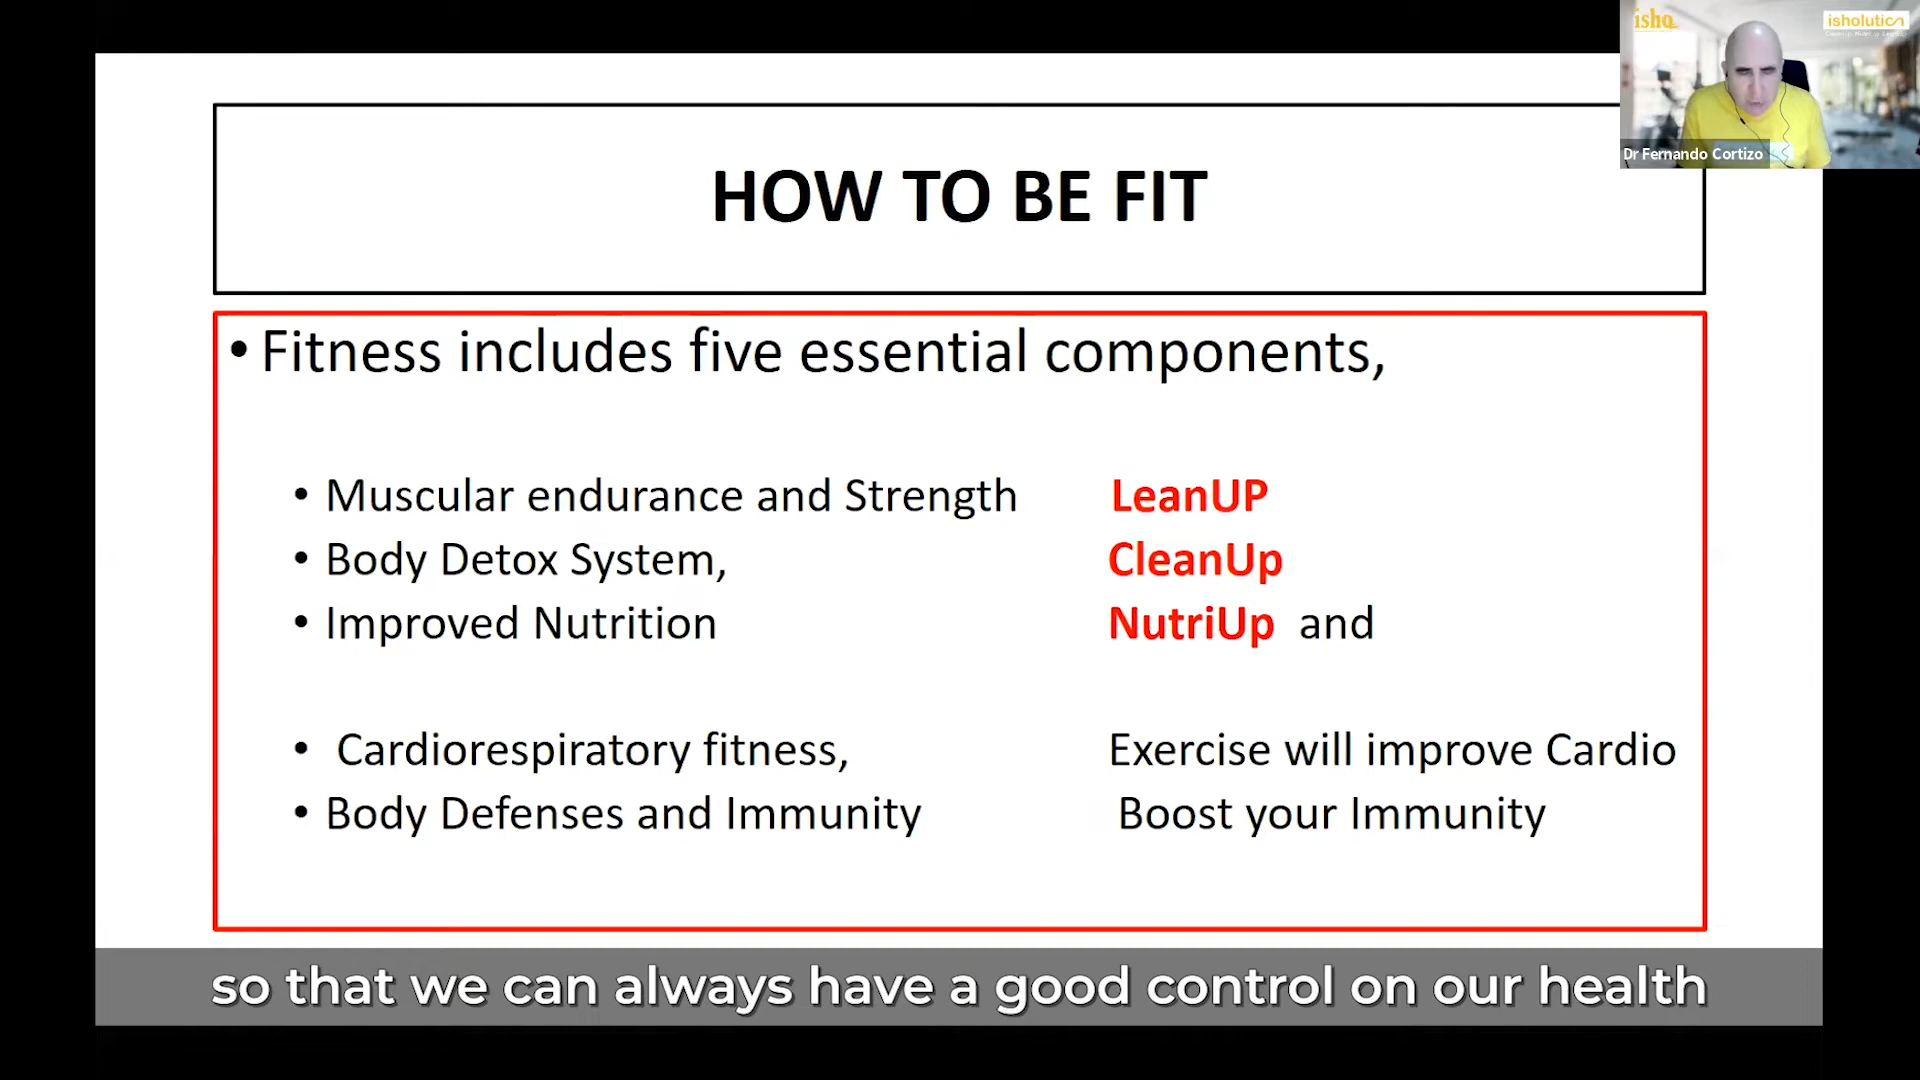 isho
isholution
Dr Fernando Cortizo
HOW TO BE FIT
• Fitness includes five essential components,
• Muscular endurance and Strength LeanUP
• Body Detox System, CleanUp
• Improved Nutrition NutriUp and
• Cardiorespiratory fitness, Exercise will improve Cardio
• Body Defenses and Immunity Boost your Immunity
so that we can always have a good control on our health